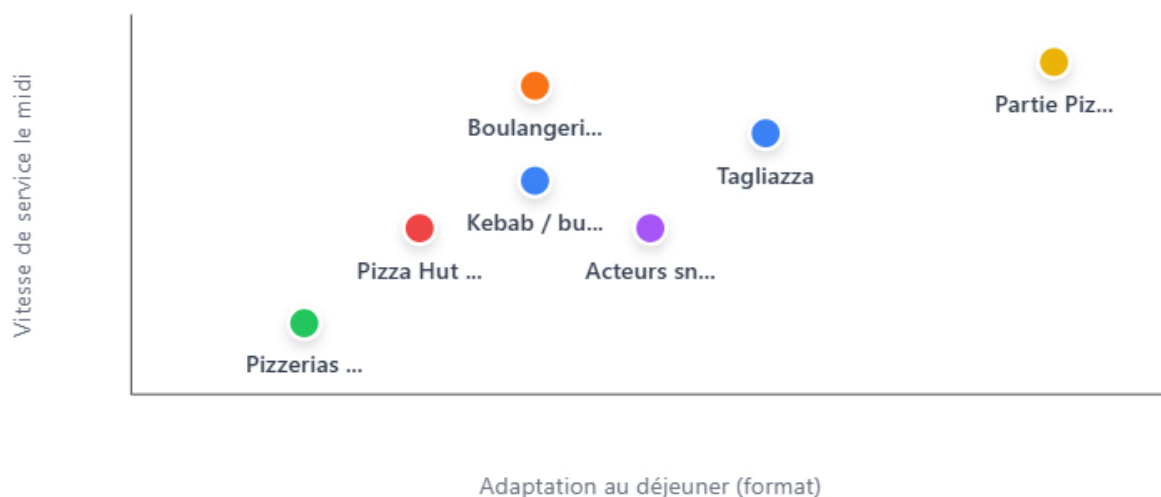 Vitesse de service le midi
Partie Piz...
Boulangeri...
Tagliazza
Kebab / bu...
Pizza Hut ...
Acteurs sn...
Pizzerias ...
Adaptation au déjeuner (format)